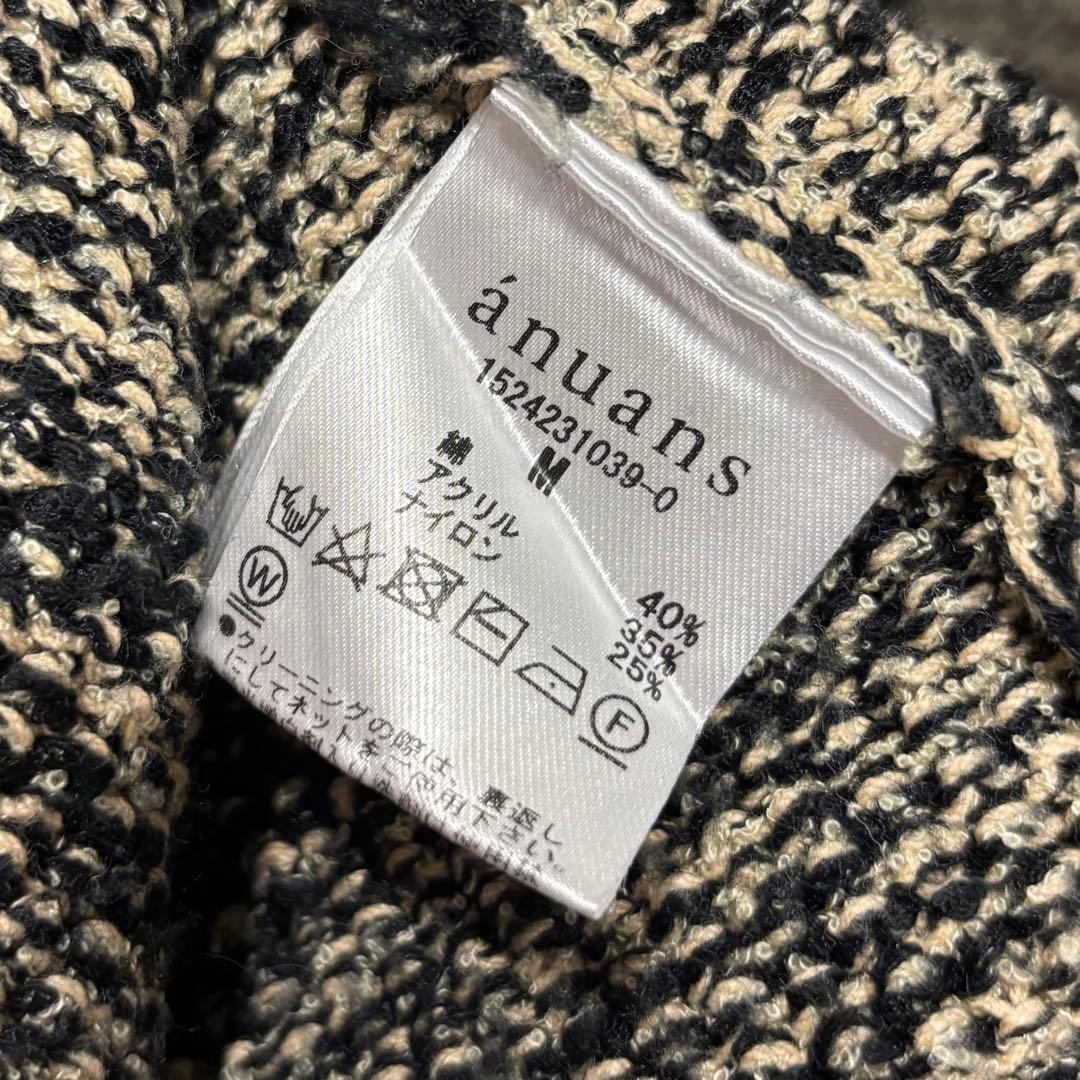 ánuans
1524231039-0
M
綿 40%
アクリル 35%
ナイロン 25%
W
F
●クリーニングの際は、裏返し
にしてネットをご使用下さい。